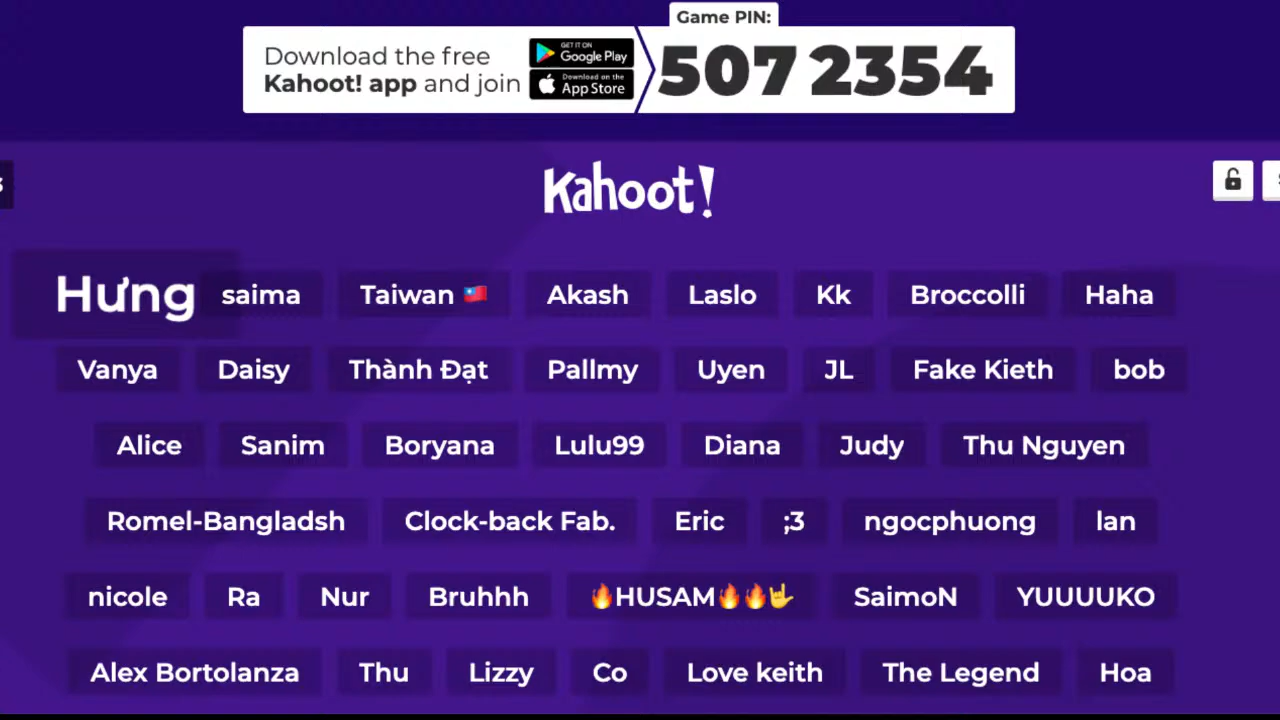 Game PIN:
Download the free
Kahoot! app and join
GET IT ON
Google Play
Download on the
App Store
507 2354
Kahoot!
Hưng saima Taiwan 🇹🇼 Akash Laslo Kk Broccolli Haha
Vanya Daisy Thành Đạt Pallmy Uyen JL Fake Kieth bob
Alice Sanim Boryana Lulu99 Diana Judy Thu Nguyen
Romel-Bangladsh Clock-back Fab. Eric ;3 ngocphuong lan
nicole Ra Nur Bruhhh 🔥HUSAM🔥🔥🤟 SaimoN YUUUUKO
Alex Bortolanza Thu Lizzy Co Love keith The Legend Hoa